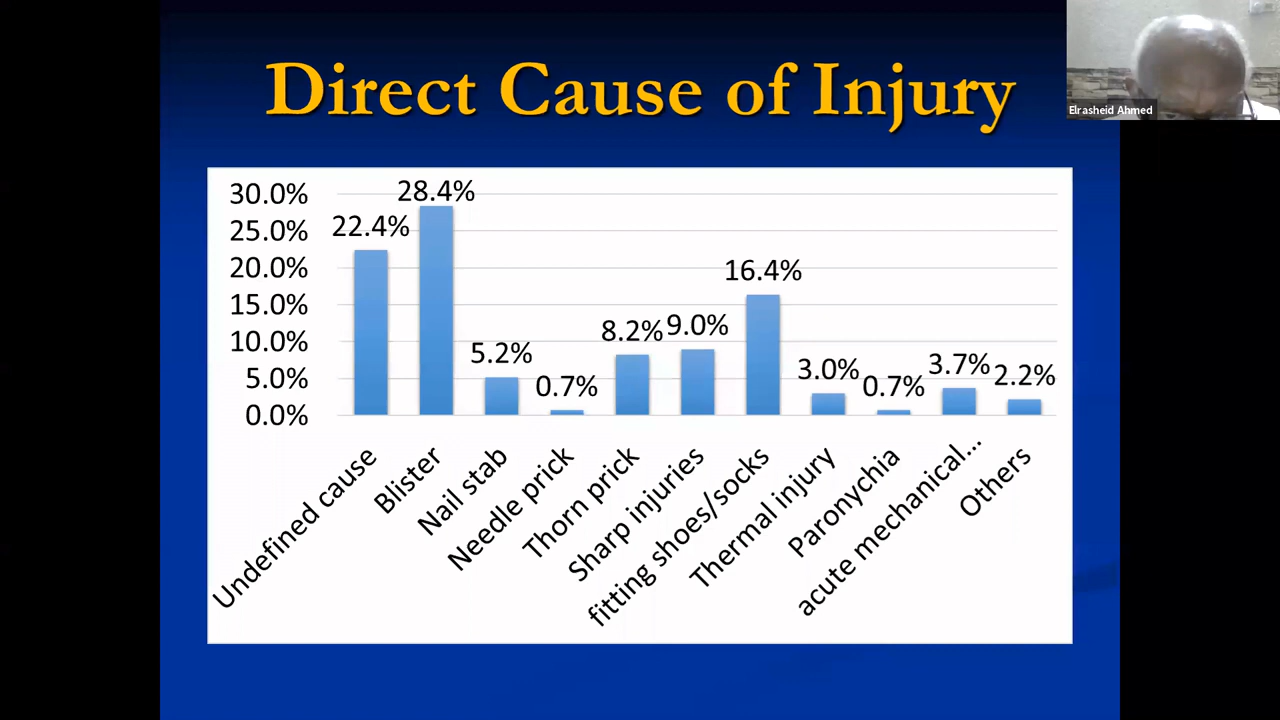 Direct Cause of Injury
Elrasheid Ahmed
30.0%
25.0%
20.0%
15.0%
10.0%
5.0%
0.0%
22.4%
28.4%
5.2%
0.7%
8.2%
9.0%
16.4%
3.0%
0.7%
3.7%
2.2%
Undefined cause
Blister
Nail stab
Needle prick
Thorn prick
Sharp injuries
fitting shoes/socks
Thermal injury
Paronychia
acute mechanical...
Others